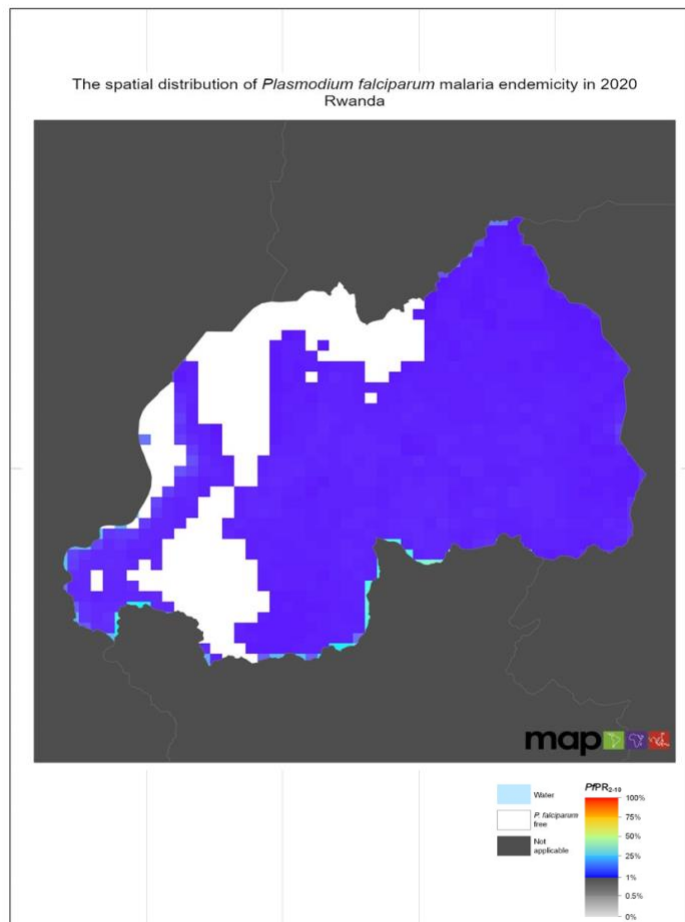 The spatial distribution of Plasmodium falciparum malaria endemicity in 2020
Rwanda
map
Water
P. falciparum
free
Not
applicable
PfPR2-10
100%
75%
50%
25%
1%
0.5%
0%